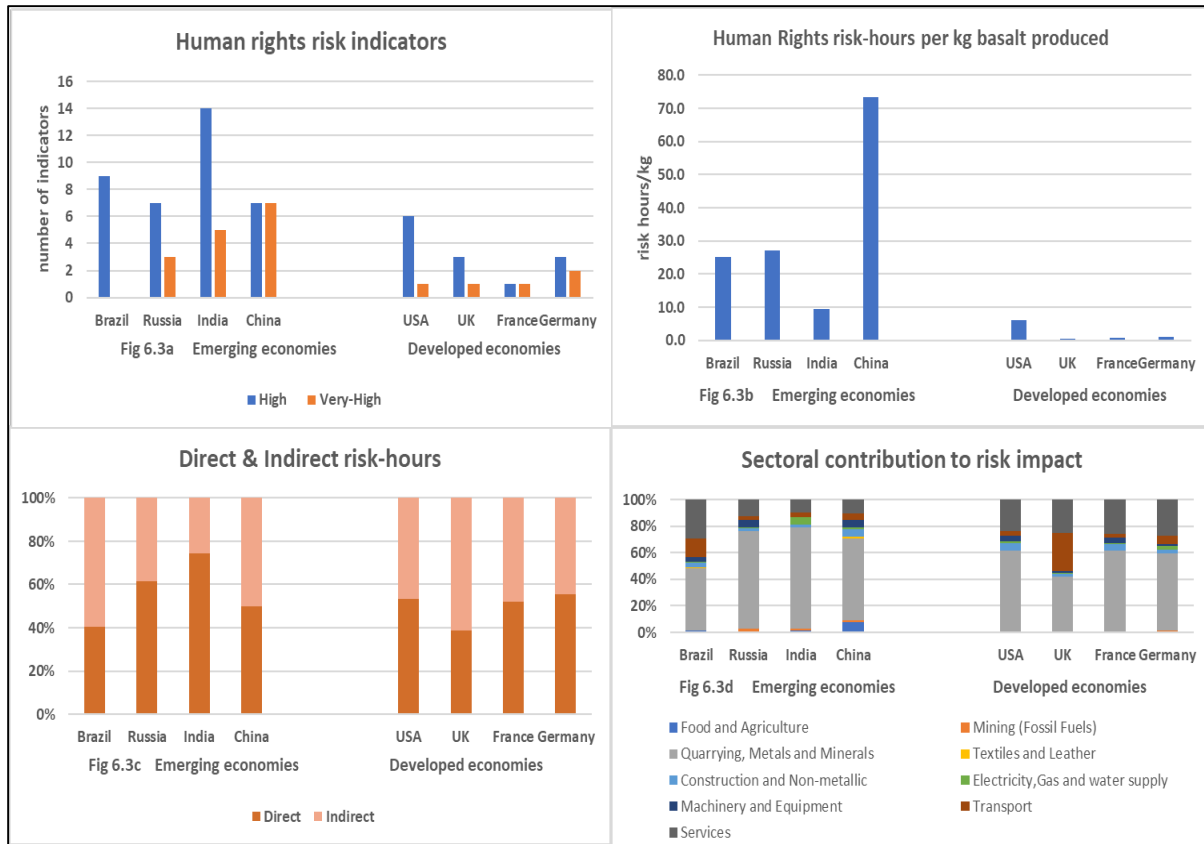 Human rights risk indicators
number of indicators
16
14
12
10
8
6
4
2
0
Brazil Russia India China USA UK France Germany
Fig 6.3a Emerging economies Developed economies
High Very-High
Human Rights risk-hours per kg basalt produced
risk hours/kg
80.0
70.0
60.0
50.0
40.0
30.0
20.0
10.0
0.0
Brazil Russia India China USA UK France Germany
Fig 6.3b Emerging economies Developed economies
Direct & Indirect risk-hours
100%
80%
60%
40%
20%
0%
Brazil Russia India China USA UK France Germany
Fig 6.3c Emerging economies Developed economies
Direct Indirect
Sectoral contribution to risk impact
100%
80%
60%
40%
20%
0%
Brazil Russia India China USA UK France Germany
Fig 6.3d Emerging economies Developed economies
Food and Agriculture Mining (Fossil Fuels)
Quarrying, Metals and Minerals Textiles and Leather
Construction and Non-metallic Electricity,Gas and water supply
Machinery and Equipment Transport
Services